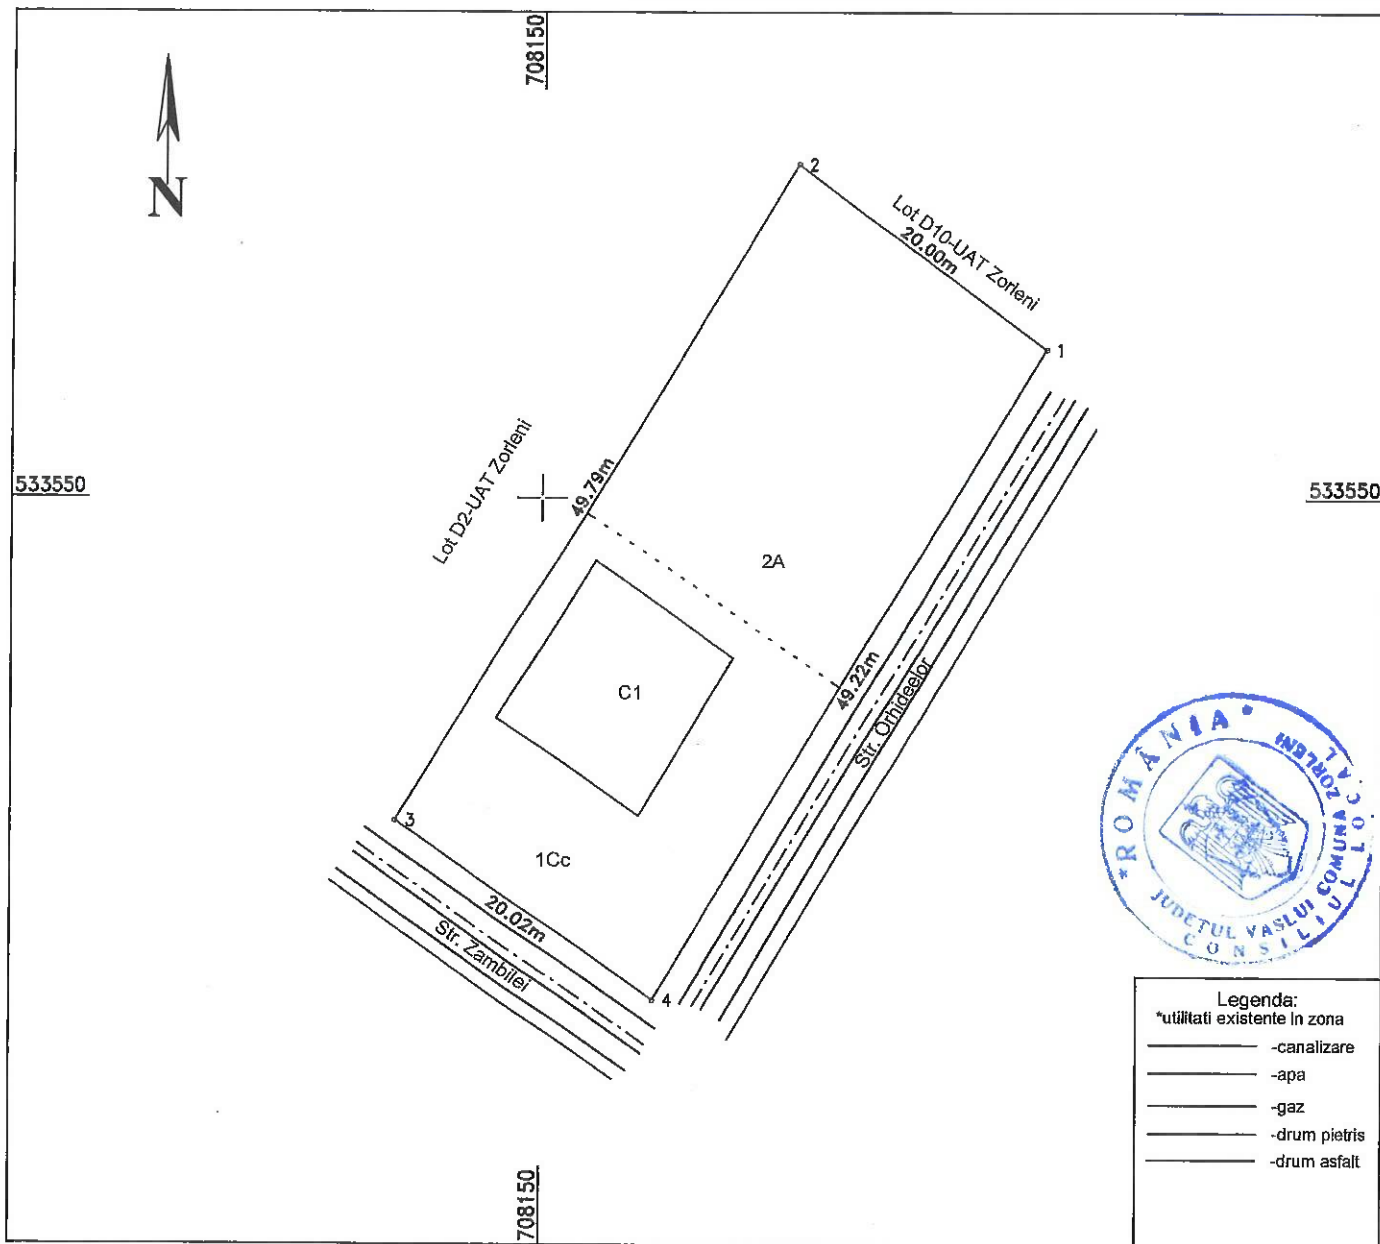 708150
N
2
Lot D10-UAT Zorleni
20.00m
1
Lot D2-UAT Zorleni
49.79m
533550
533550
2A
C1
49.22m
Str. Orhideelor
3
1Cc
20.02m
Str. Zambilei
4
*ROMÂNIA*
JUDEŢUL VASLUI COMUNA ZORLENI
CONSILIUL LOCAL
Legenda:
*utilitati existente in zona
-canalizare
-apa
-gaz
-drum pietris
-drum asfalt
708150